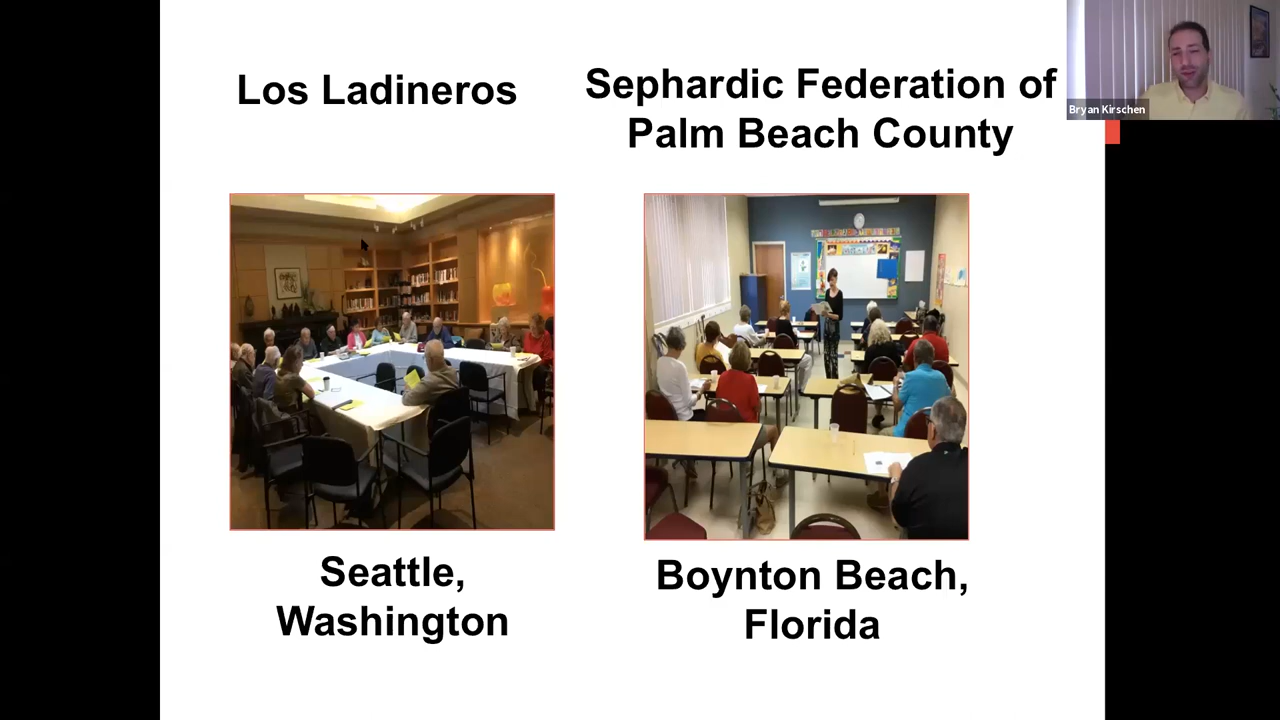 Los Ladineros
Sephardic Federation of
Palm Beach County
Bryan Kirschen
Seattle,
Washington
Boynton Beach,
Florida